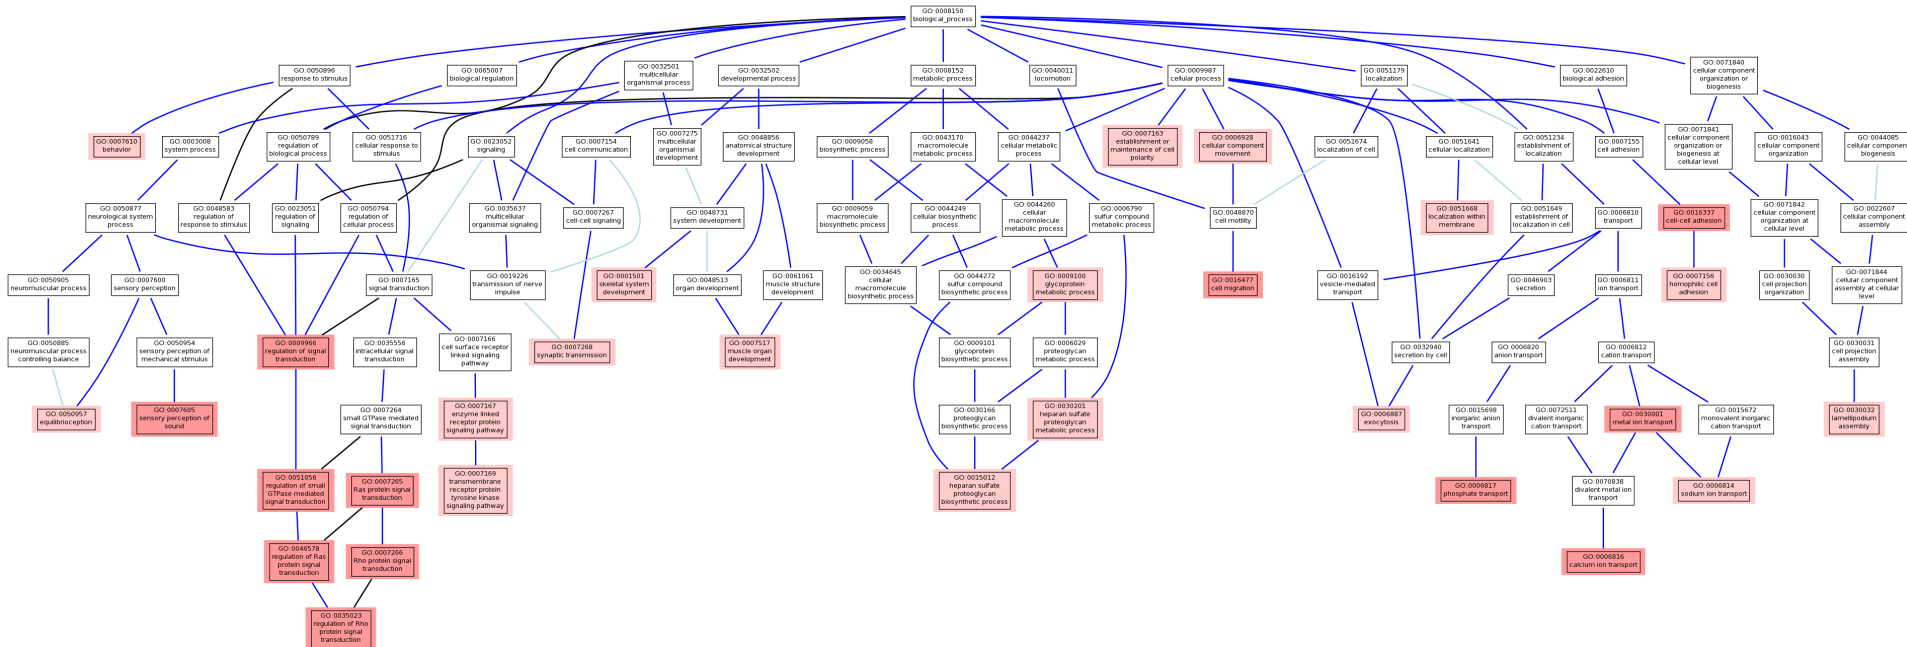 GO:0008150
biological_process
GO:0050896
response to stimulus
GO:0065007
biological regulation
GO:0032501
multicellular
organismal process
GO:0032502
developmental process
GO:0008152
metabolic process
GO:0040011
locomotion
GO:0009987
cellular process
GO:0051179
localization
GO:0022610
biological adhesion
GO:0071840
cellular component
organization or
biogenesis
GO:0007610
behavior
GO:0003008
system process
GO:0050789
regulation of
biological process
GO:0051716
cellular response to
stimulus
GO:0023052
signaling
GO:0007154
cell communication
GO:0007275
multicellular
organismal
development
GO:0048856
anatomical structure
development
GO:0009058
biosynthetic process
GO:0043170
macromolecule
metabolic process
GO:0044237
cellular metabolic
process
GO:0007163
establishment or
maintenance of cell
polarity
GO:0006928
cellular component
movement
GO:0051674
localization of cell
GO:0051641
cellular localization
GO:0051234
establishment of
localization
GO:0007155
cell adhesion
GO:0071841
cellular component
organization or
biogenesis at
cellular level
GO:0016043
cellular component
organization
GO:0044085
cellular component
biogenesis
GO:0050877
neurological system
process
GO:0048583
regulation of
response to stimulus
GO:0023051
regulation of
signaling
GO:0050794
regulation of
cellular process
GO:0035637
multicellular
organismal signaling
GO:0007267
cell-cell signaling
GO:0048731
system development
GO:0009059
macromolecule
biosynthetic process
GO:0044249
cellular biosynthetic
process
GO:0044260
cellular
macromolecule
metabolic process
GO:0006790
sulfur compound
metabolic process
GO:0048870
cell motility
GO:0051668
localization within
membrane
GO:0051649
establishment of
localization in cell
GO:0006810
transport
GO:0016337
cell-cell adhesion
GO:0071842
cellular component
organization at
cellular level
GO:0022607
cellular component
assembly
GO:0050905
neuromuscular process
GO:0007600
sensory perception
GO:0007165
signal transduction
GO:0019226
transmission of nerve
impulse
GO:0001501
skeletal system
development
GO:0048513
organ development
GO:0061061
muscle structure
development
GO:0034645
cellular
macromolecule
biosynthetic process
GO:0044272
sulfur compound
biosynthetic process
GO:0009100
glycoprotein
metabolic process
GO:0016477
cell migration
GO:0016192
vesicle-mediated
transport
GO:0046903
secretion
GO:0006811
ion transport
GO:0007156
homophilic cell
adhesion
GO:0030030
cell projection
organization
GO:0071844
cellular component
assembly at cellular
level
GO:0050885
neuromuscular process
controlling balance
GO:0050954
sensory perception of
mechanical stimulus
GO:0009966
regulation of signal
transduction
GO:0035556
intracellular signal
transduction
GO:0007166
cell surface receptor
linked signaling
pathway
GO:0007268
synaptic transmission
GO:0007517
muscle organ
development
GO:0009101
glycoprotein
biosynthetic process
GO:0006029
proteoglycan
metabolic process
GO:0032940
secretion by cell
GO:0006820
anion transport
GO:0006812
cation transport
GO:0030031
cell projection
assembly
GO:0050957
equilibrioception
GO:0007605
sensory perception of
sound
GO:0007264
small GTPase mediated
signal transduction
GO:0007167
enzyme linked
receptor protein
signaling pathway
GO:0030166
proteoglycan
biosynthetic process
GO:0030201
heparan sulfate
proteoglycan
metabolic process
GO:0006887
exocytosis
GO:0015698
inorganic anion
transport
GO:0072511
divalent inorganic
cation transport
GO:0030001
metal ion transport
GO:0015672
monovalent inorganic
cation transport
GO:0030032
lamellipodium
assembly
GO:0051056
regulation of small
GTPase mediated
signal transduction
GO:0007265
Ras protein signal
transduction
GO:0007169
transmembrane
receptor protein
tyrosine kinase
signaling pathway
GO:0015012
heparan sulfate
proteoglycan
biosynthetic process
GO:0006817
phosphate transport
GO:0070838
divalent metal ion
transport
GO:0006814
sodium ion transport
GO:0046578
regulation of Ras
protein signal
transduction
GO:0007266
Rho protein signal
transduction
GO:0006816
calcium ion transport
GO:0035023
regulation of Rho
protein signal
transduction